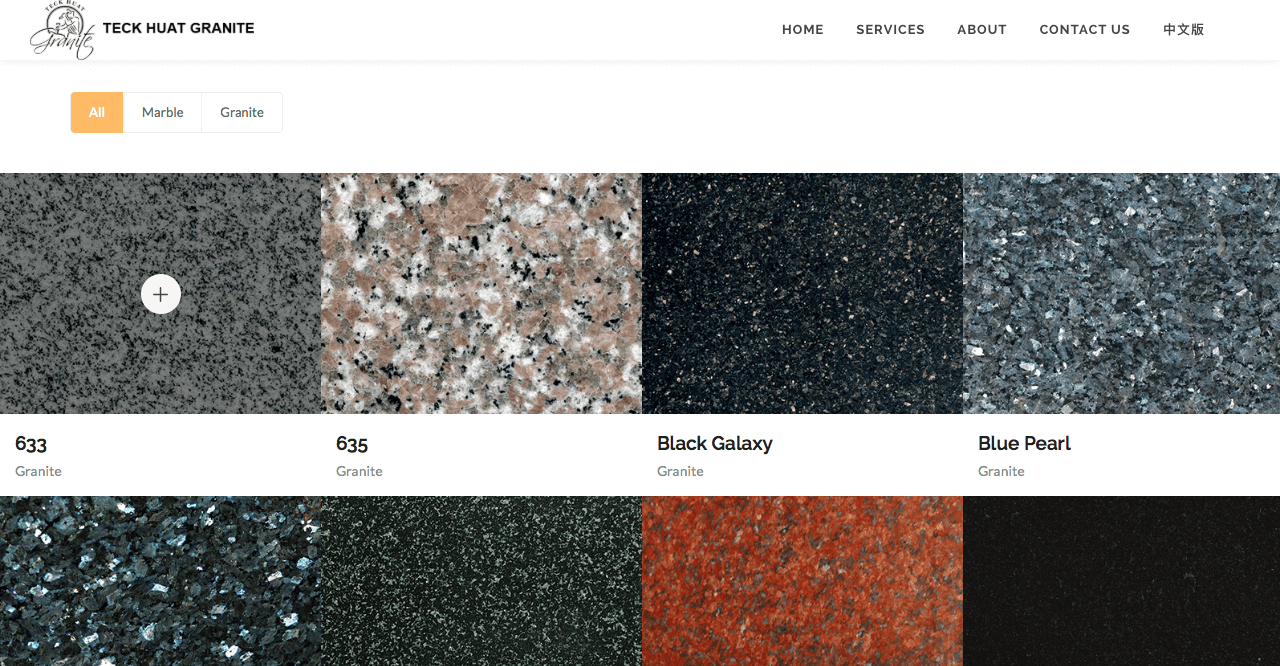 TECK HUAT
Granite
TECK HUAT GRANITE
HOME
SERVICES
ABOUT
CONTACT US
中文版
All
Marble
Granite
633
Granite
635
Granite
Black Galaxy
Granite
Blue Pearl
Granite